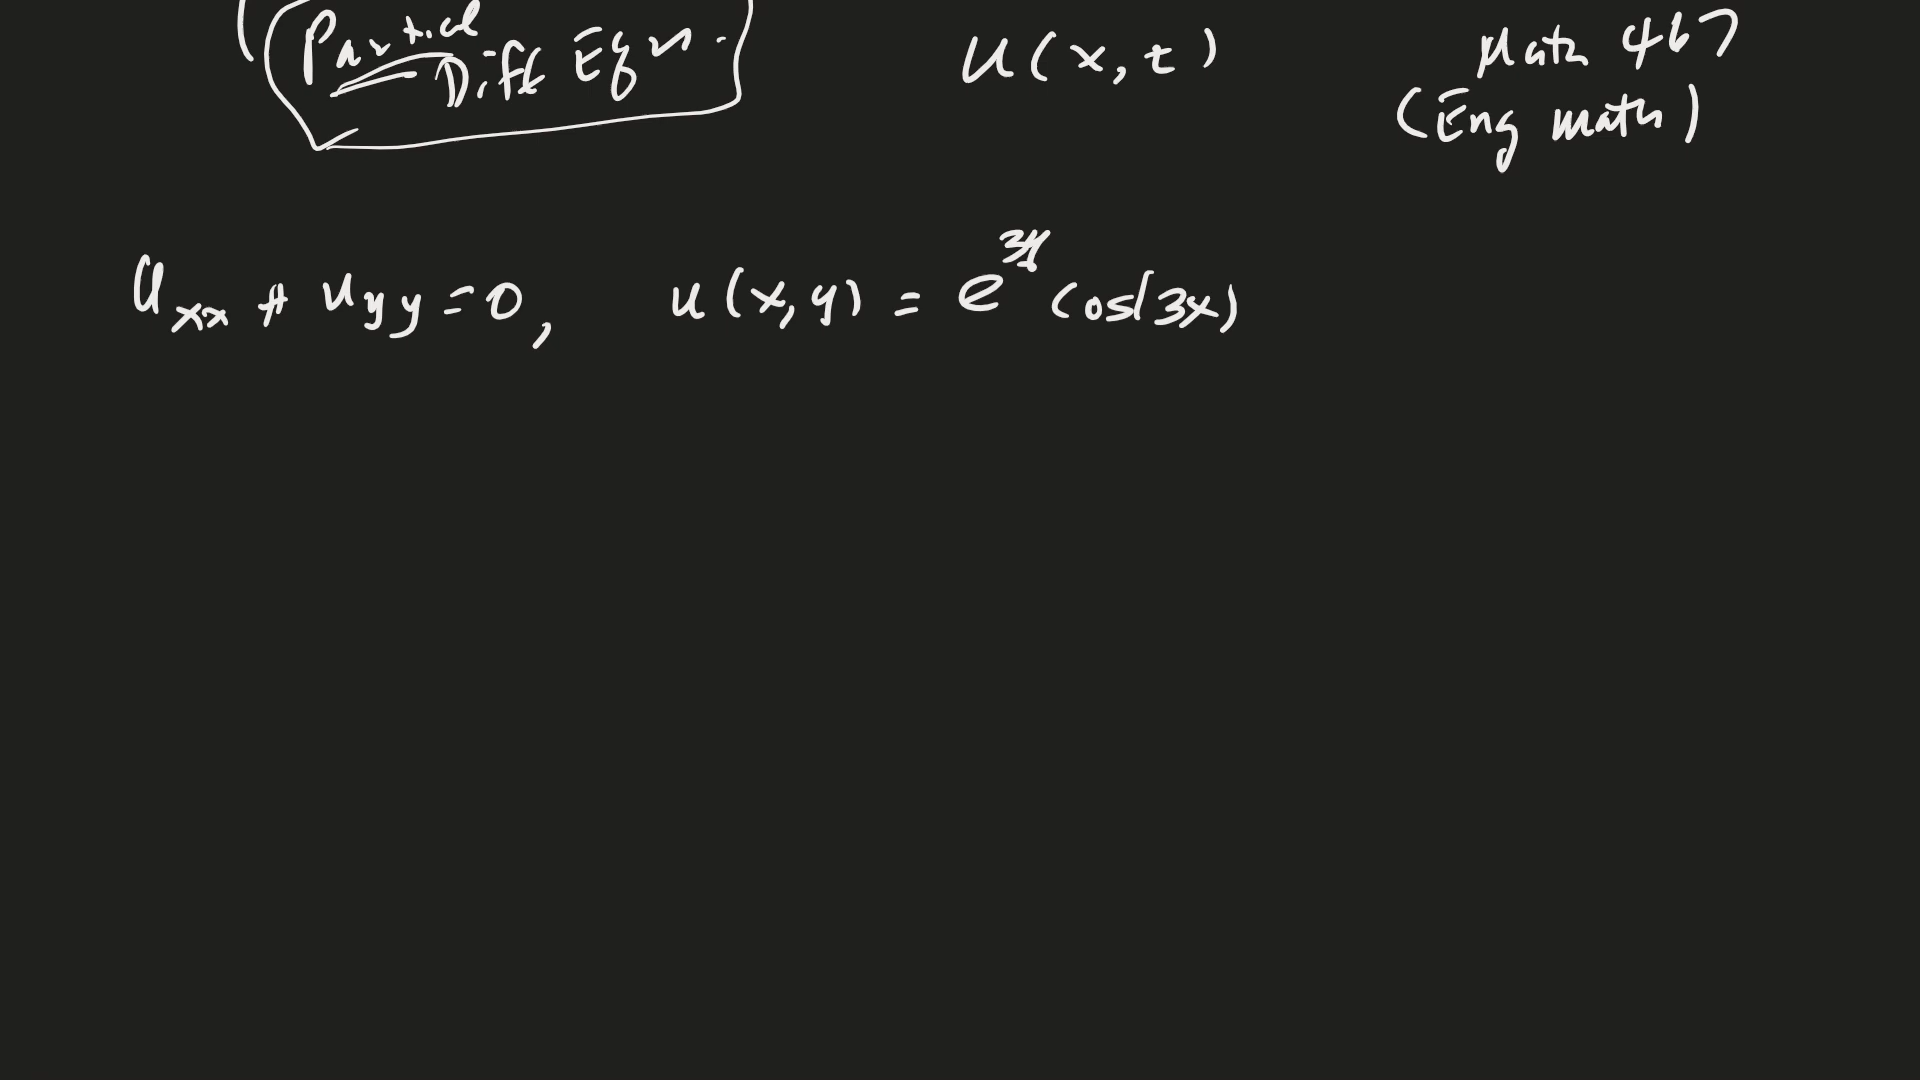 Partial
Diff Eqn.
u(x,t)
Math 467
(Eng math)
u_xx + u_yy = 0, u(x,y) = e^{3y} cos(3x)